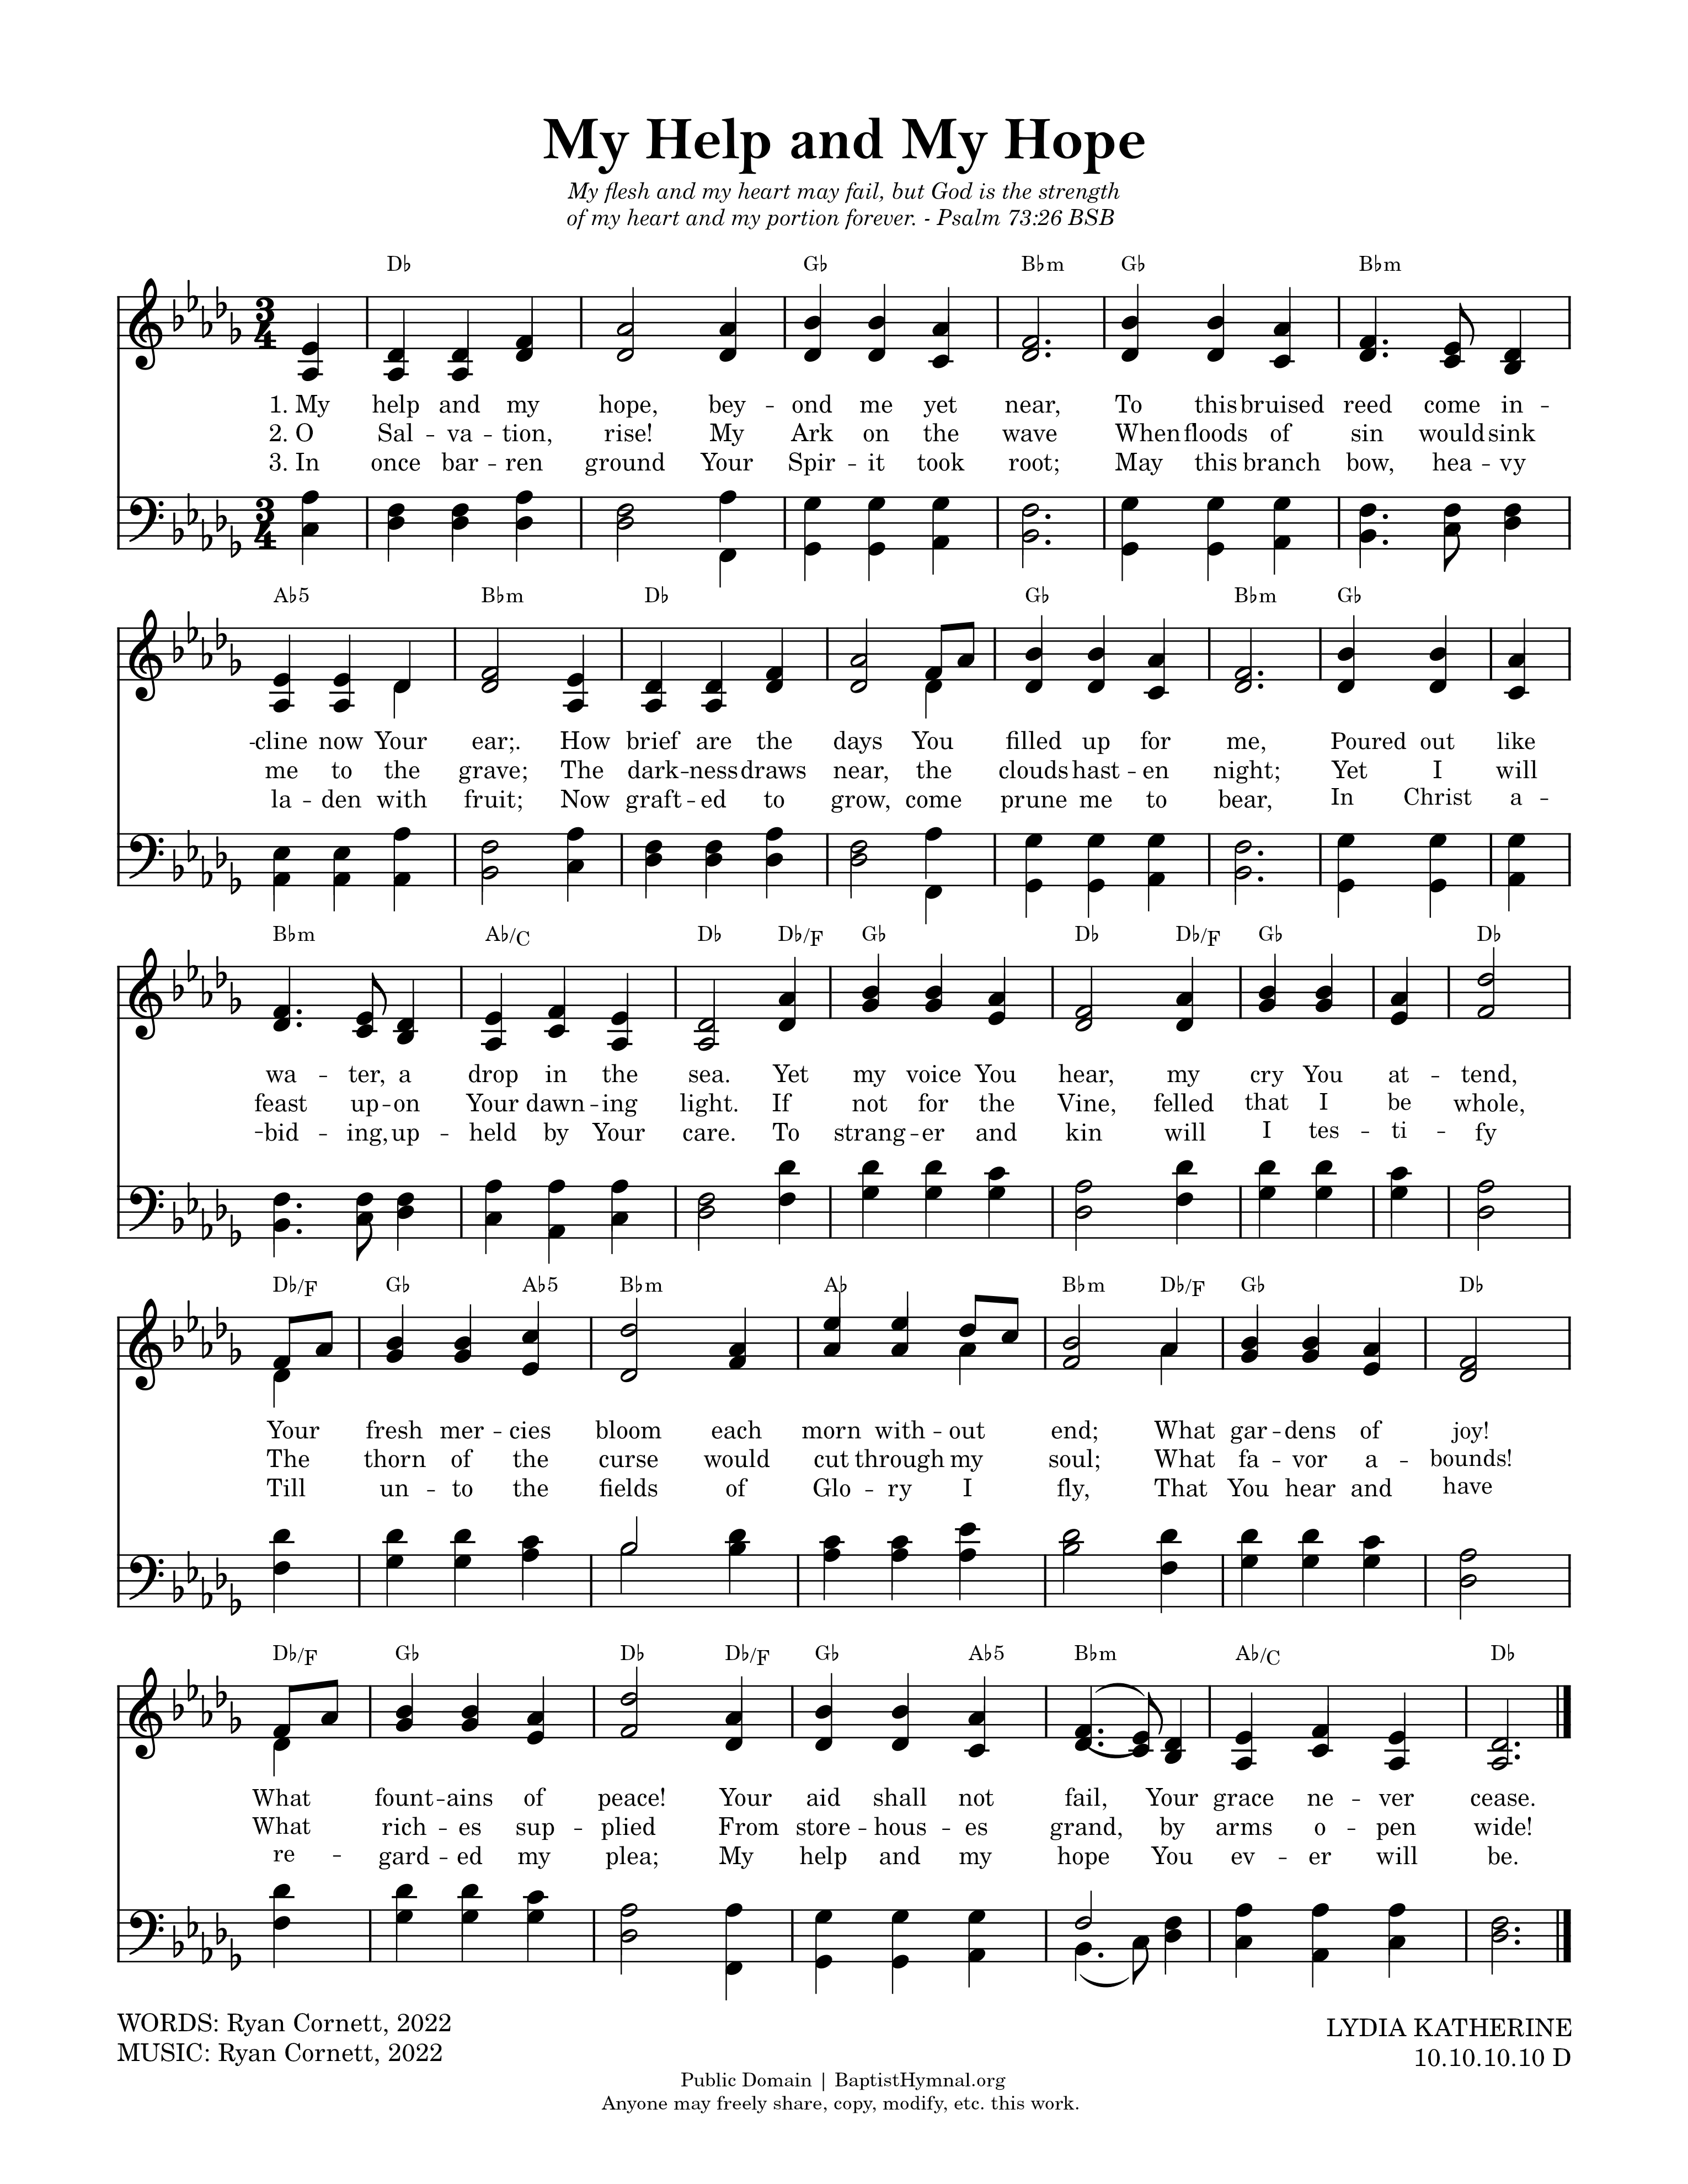 My Help and My Hope
My flesh and my heart may fail, but God is the strength
of my heart and my portion forever. - Psalm 73:26 BSB
D♭ G♭ B♭m G♭ B♭m
3 4
1. My help and my hope, bey - ond me yet near, To this bruised reed come in -
2. O Sal - va - tion, rise! My Ark on the wave When floods of sin would sink
3. In once bar - ren ground Your Spir - it took root; May this branch bow, hea - vy
3 4
A♭5 B♭m D♭ G♭ B♭m G♭
-cline now Your ear;. How brief are the days You filled up for me, Poured out like
me to the grave; The dark - ness draws near, the clouds hast - en night; Yet I will
la - den with fruit; Now graft - ed to grow, come prune me to bear, In Christ a -
B♭m A♭/C D♭ D♭/F G♭ D♭ D♭/F G♭ D♭
wa - ter, a drop in the sea. Yet my voice You hear, my cry You at - tend,
feast up - on Your dawn - ing light. If not for the Vine, felled that I be whole,
-bid - ing, up - held by Your care. To strang - er and kin will I tes - ti - fy
D♭/F G♭ A♭5 B♭m A♭ B♭m D♭/F G♭ D♭
Your fresh mer - cies bloom each morn with - out end; What gar - dens of joy!
The thorn of the curse would cut through my soul; What fa - vor a - bounds!
Till un - to the fields of Glo - ry I fly, That You hear and have
D♭/F G♭ D♭ D♭/F G♭ A♭5 B♭m A♭/C D♭
What fount - ains of peace! Your aid shall not fail, Your grace ne - ver cease.
What rich - es sup - plied From store - hous - es grand, by arms o - pen wide!
re - gard - ed my plea; My help and my hope You ev - er will be.
WORDS: Ryan Cornett, 2022
MUSIC: Ryan Cornett, 2022
LYDIA KATHERINE
10.10.10.10 D
Public Domain | BaptistHymnal.org
Anyone may freely share, copy, modify, etc. this work.